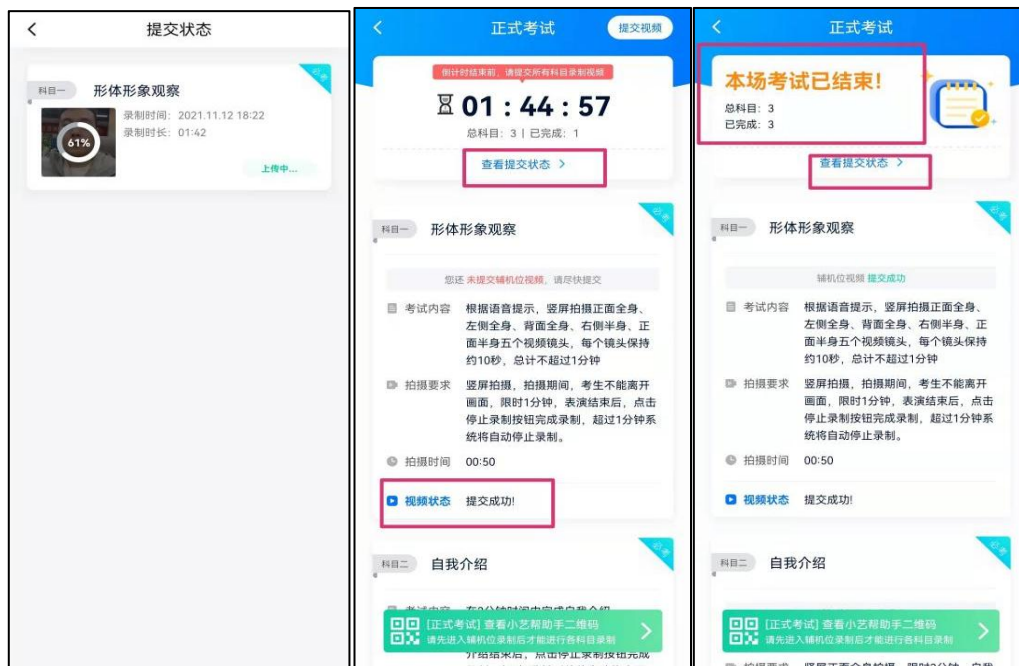 提交状态
必考
科目一
形体形象观察
录制时间：2021.11.12 18:22
录制时长：01:42
61%
上传中...
正式考试
提交视频
倒计时结束前，请提交所有科目录制视频
01 : 44 : 57
总科目：3 | 已完成：1
查看提交状态 >
必考
科目一
形体形象观察
您还 未提交辅机位视频，请尽快提交
考试内容
根据语音提示，竖屏拍摄正面全身、
左侧全身、背面全身、右侧半身、正
面半身五个视频镜头，每个镜头保持
约10秒，总计不超过1分钟
拍摄要求
竖屏拍摄，拍摄期间，考生不能离开
画面，限时1分钟，表演结束后，点击
停止录制按钮完成录制，超过1分钟系
统将自动停止录制。
拍摄时间 00:50
视频状态 提交成功!
必考
科目二
自我介绍
[正式考试] 查看小艺帮助手二维码
请先进入辅机位录制后才能进行各科目录制
介绍结束后，点击停止录制按钮完成
正式考试
本场考试已结束!
总科目：3
已完成：3
查看提交状态 >
必考
科目一
形体形象观察
辅机位视频 提交成功
考试内容
根据语音提示，竖屏拍摄正面全身、
左侧全身、背面全身、右侧半身、正
面半身五个视频镜头，每个镜头保持
约10秒，总计不超过1分钟
拍摄要求
竖屏拍摄，拍摄期间，考生不能离开
画面，限时1分钟，表演结束后，点击
停止录制按钮完成录制，超过1分钟系
统将自动停止录制。
拍摄时间 00:50
视频状态 提交成功!
必考
科目二
自我介绍
[正式考试] 查看小艺帮助手二维码
请先进入辅机位录制后才能进行各科目录制